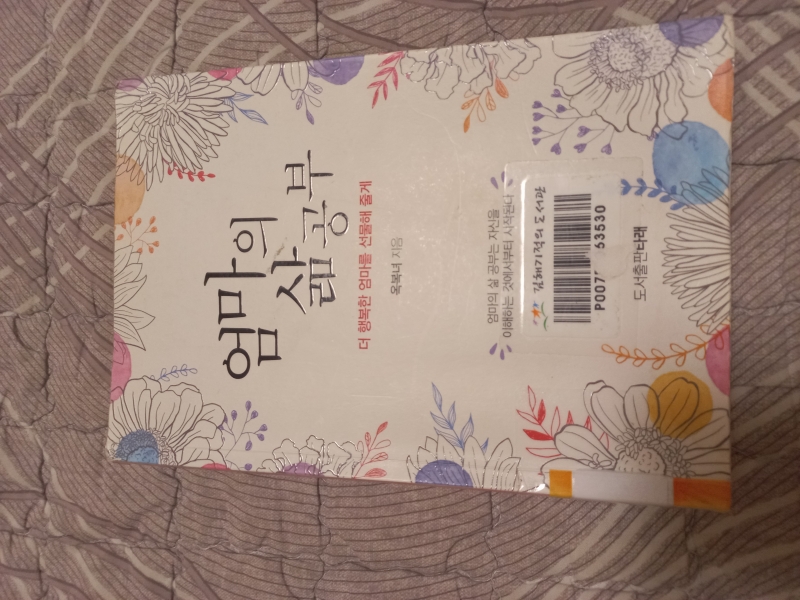 엄마의
삶 공부
더 행복한 엄마를 선물해 줄게
옥복녀 지음
엄마의 삶 공부는 자신을
이해하는 것에서부터 시작된다
김해기적의 도서관
63530
도서출판타래